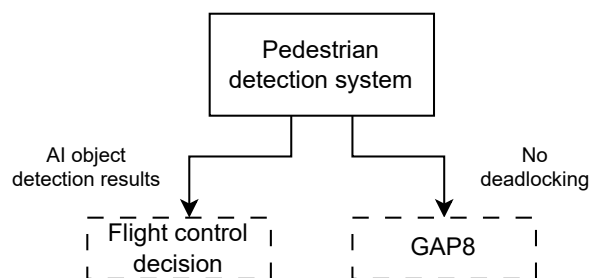 Pedestrian
detection system
AI object
detection results
No
deadlocking
Flight control
decision
GAP8